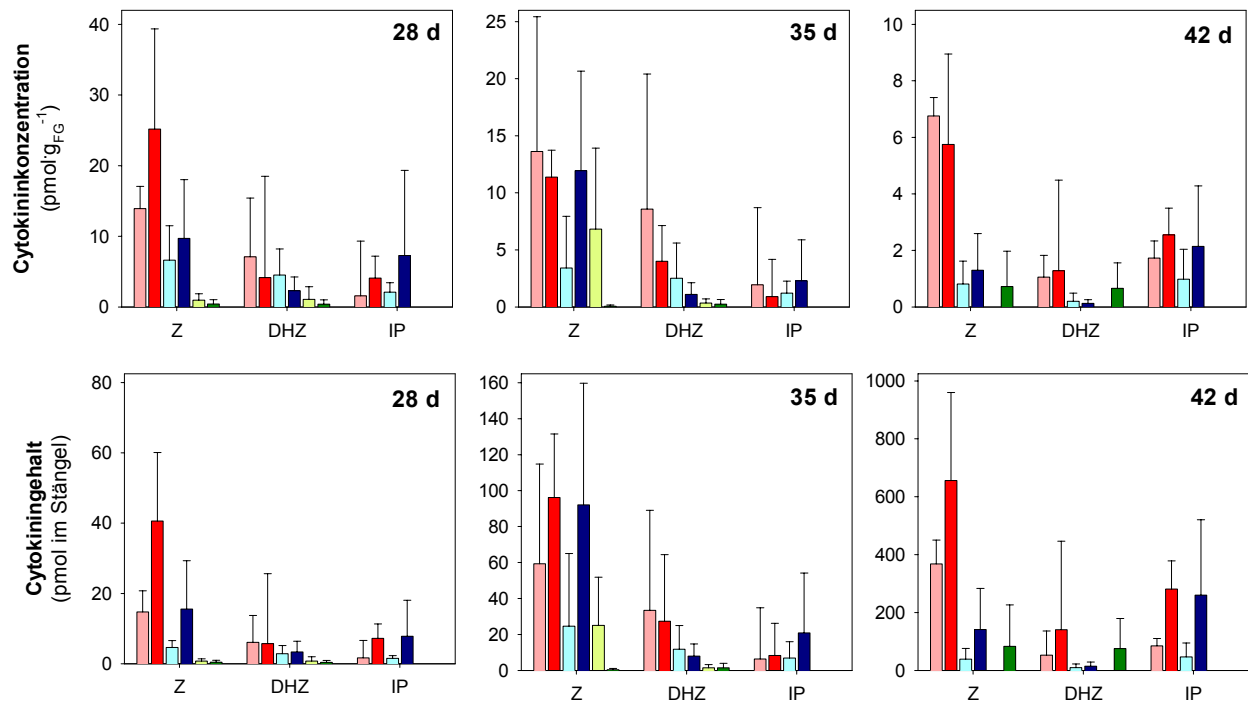 Cytokininkonzentration
(pmol·g_FG^-1)
40
30
20
10
0
28 d
Z DHZ IP
25
20
15
10
5
0
35 d
Z DHZ IP
10
8
6
4
2
0
42 d
Z DHZ IP
Cytokiningehalt
(pmol im Stängel)
80
60
40
20
0
28 d
Z DHZ IP
160
140
120
100
80
60
40
20
0
35 d
Z DHZ IP
1000
800
600
400
200
0
42 d
Z DHZ IP